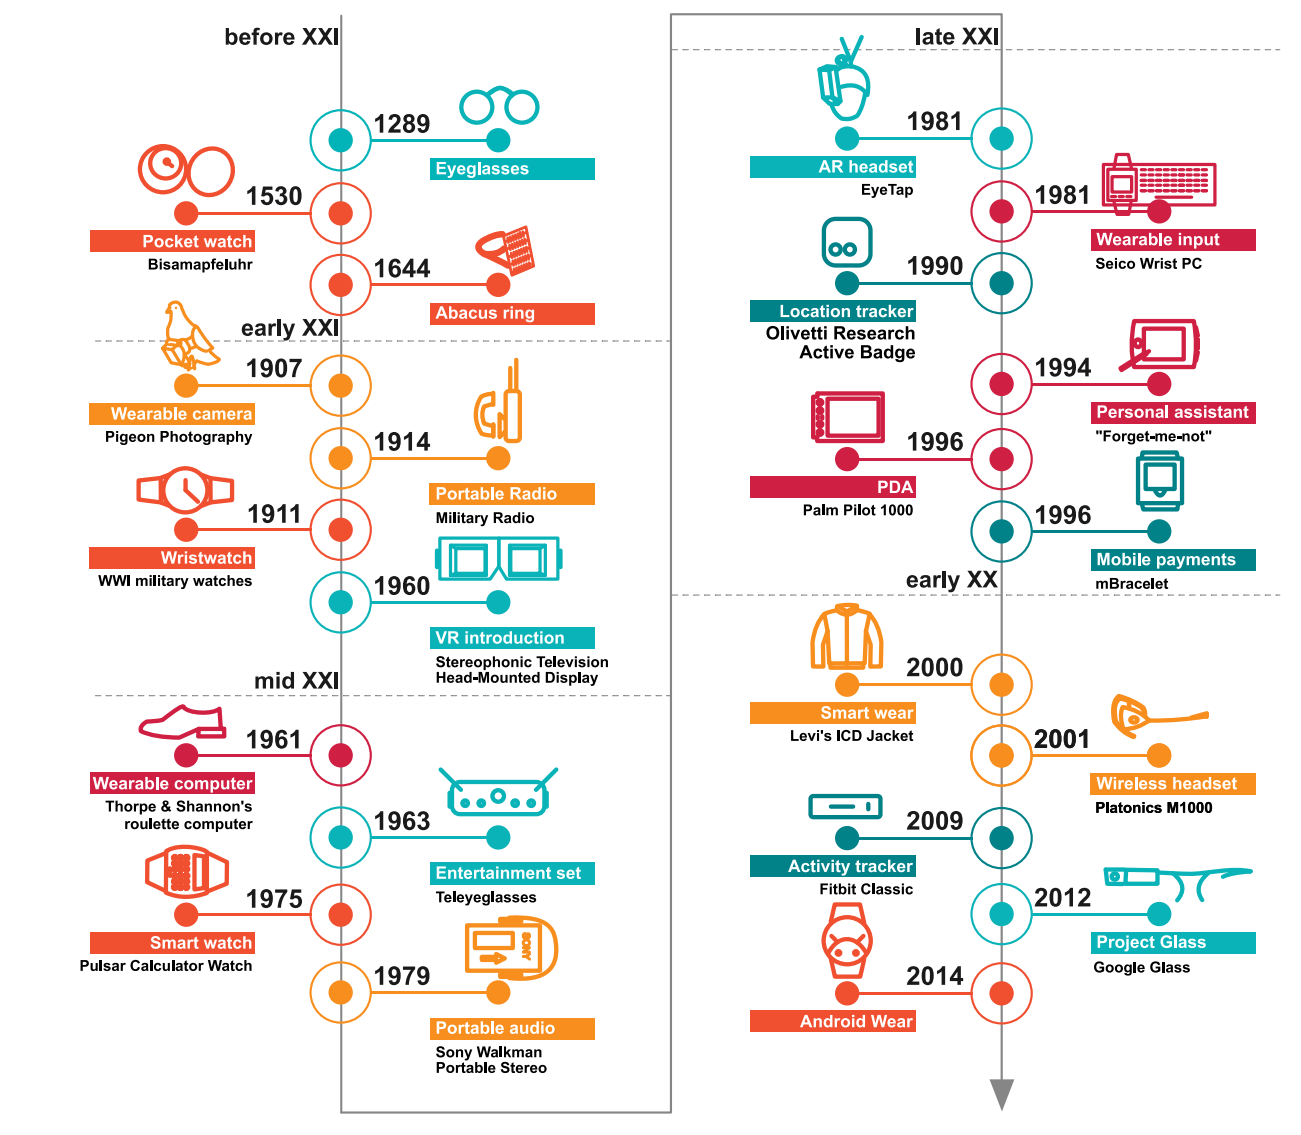 before XXI
1289
Eyeglasses
1530
Pocket watch
Bisamapfeluhr
1644
Abacus ring
early XXI
1907
Wearable camera
Pigeon Photography
1914
Portable Radio
Military Radio
1911
Wristwatch
WWI military watches
1960
VR introduction
Stereophonic Television
Head-Mounted Display
mid XXI
1961
Wearable computer
Thorpe & Shannon's
roulette computer
1963
Entertainment set
Teleyeglasses
1975
Smart watch
Pulsar Calculator Watch
SONY
1979
Portable audio
Sony Walkman
Portable Stereo
late XXI
1981
AR headset
EyeTap
1981
Wearable input
Seico Wrist PC
1990
Location tracker
Olivetti Research
Active Badge
1994
Personal assistant
"Forget-me-not"
1996
PDA
Palm Pilot 1000
1996
Mobile payments
mBracelet
early XX
2000
Smart wear
Levi's ICD Jacket
2001
Wireless headset
Platonics M1000
2009
Activity tracker
Fitbit Classic
2012
Project Glass
Google Glass
2014
Android Wear